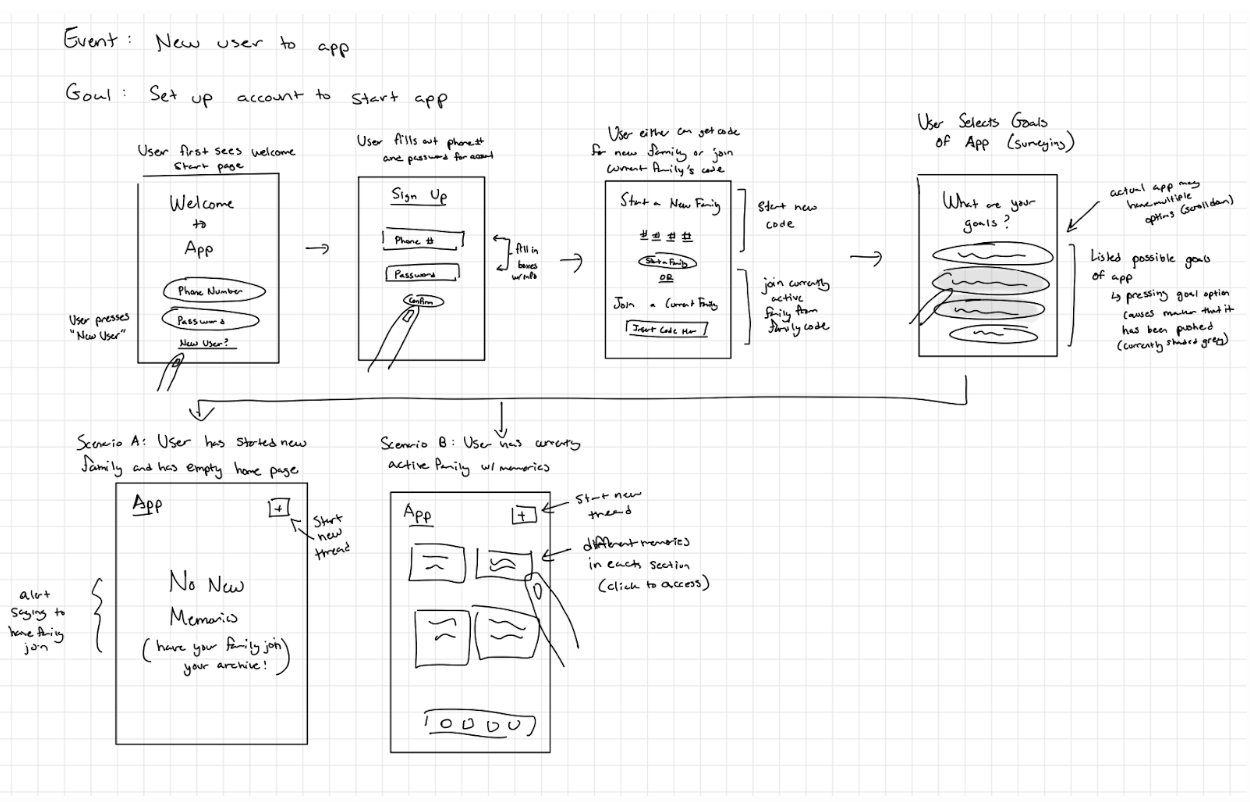 Event: New user to app
Goal: Set up account to start app
User first sees welcome
Start page
Welcome
to
App
Phone Number
Password
New User?
User presses
"New User"
User fills out phone #
and password for account
Sign Up
Phone #
Password
Confirm
fill in
boxes
w/ info
User either can get code
for new family or join
current family's code
Start a New Family
# # # #
Start a Family
OR
Join a Current Family
Insert Code Here
Start new
code
join currently
active
family from
family code
User Selects Goals
of App (surveying)
What are your
goals?
actual app may
have multiple
options (scroll down)
Listed possible goals
of app
↳ pressing goal option
causes marker that it
has been pushed
(currently shaded grey)
Scenario A: User has started new
family and has empty home page
App
+
Start
new
thread
No New
Memories
(have your family join
your archive!)
alert
saying to
have family
join
Scenario B: User has currently
active family w/ memories
App
+
Start new
thread
different memories
in each section
(click to access)